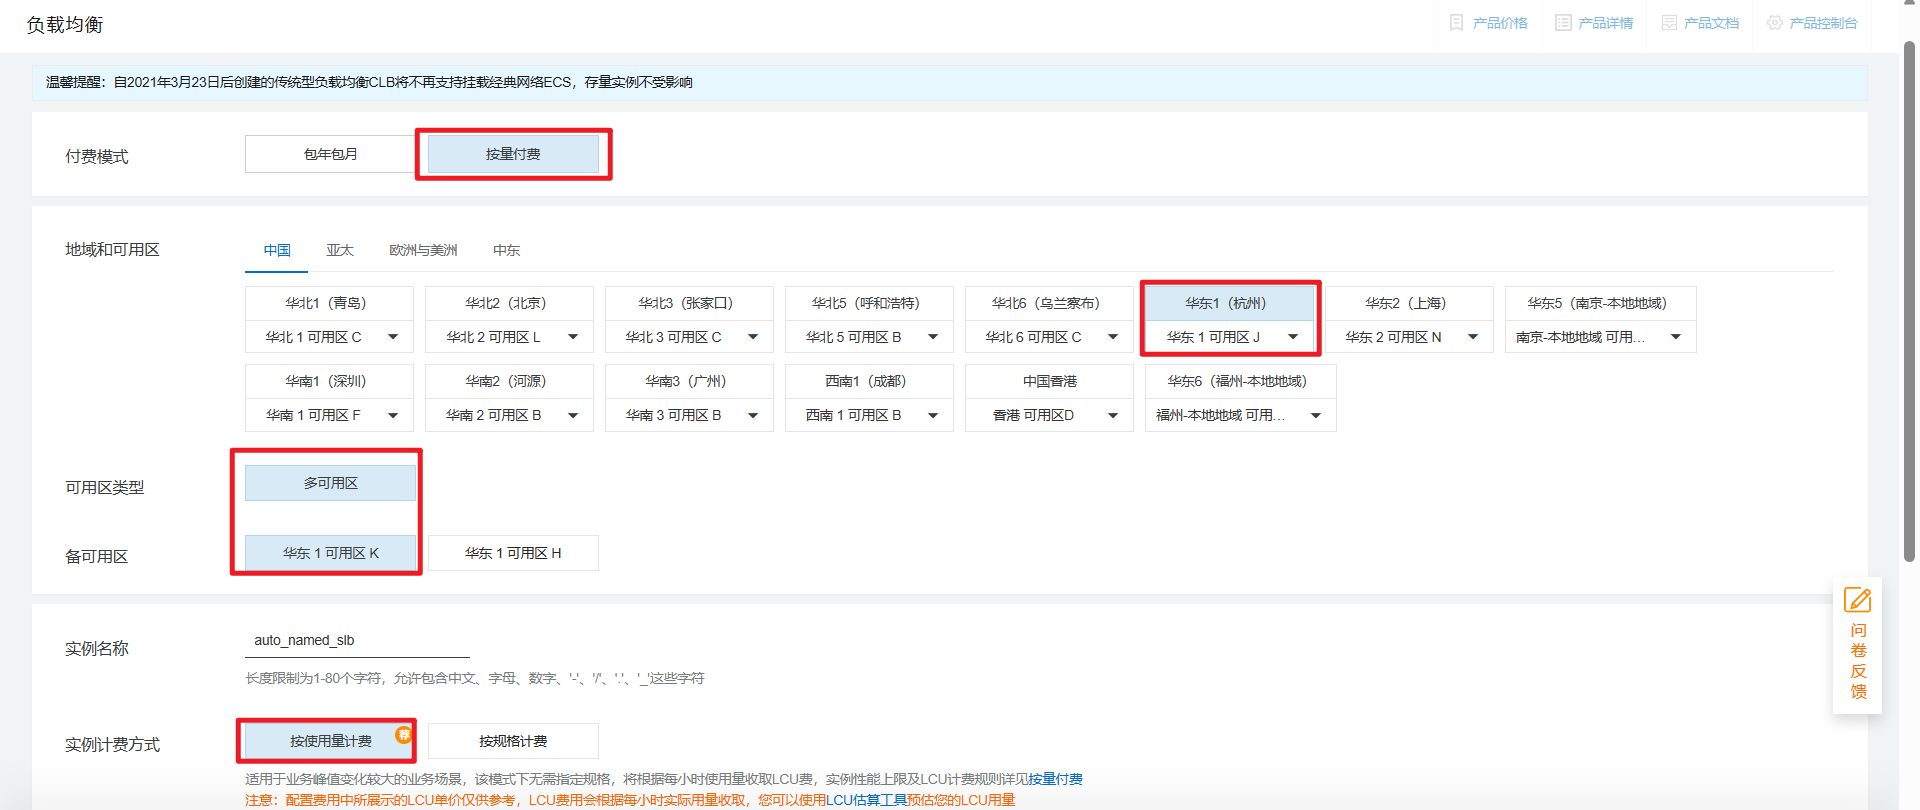 负载均衡
产品价格 产品详情 产品文档 产品控制台
温馨提醒：自2021年3月23日后创建的传统型负载均衡CLB将不再支持挂载经典网络ECS，存量实例不受影响
付费模式 包年包月 按量付费
地域和可用区 中国 亚太 欧洲与美洲 中东
华北1（青岛） 华北2（北京） 华北3（张家口） 华北5（呼和浩特） 华北6（乌兰察布） 华东1（杭州） 华东2（上海） 华东5（南京-本地地域）
华北 1 可用区 C 华北 2 可用区 L 华北 3 可用区 C 华北 5 可用区 B 华北 6 可用区 C 华东 1 可用区 J 华东 2 可用区 N 南京-本地地域 可用...
华南1（深圳） 华南2（河源） 华南3（广州） 西南1（成都） 中国香港 华东6（福州-本地地域）
华南 1 可用区 F 华南 2 可用区 B 华南 3 可用区 B 西南 1 可用区 B 香港 可用区D 福州-本地地域 可用...
可用区类型 多可用区
备可用区 华东 1 可用区 K 华东 1 可用区 H
实例名称 auto_named_slb
长度限制为1-80个字符，允许包含中文、字母、数字、'-'、'/'、'.'、'_'这些字符
实例计费方式 按使用量计费 荐 按规格计费
适用于业务峰值变化较大的业务场景，该模式下无需指定规格，将根据每小时使用量收取LCU费，实例性能上限及LCU计费规则详见按量付费
注意：配置费用中所展示的LCU单价仅供参考，LCU费用会根据每小时实际用量收取，您可以使用LCU估算工具预估您的LCU用量
问
卷
反
馈